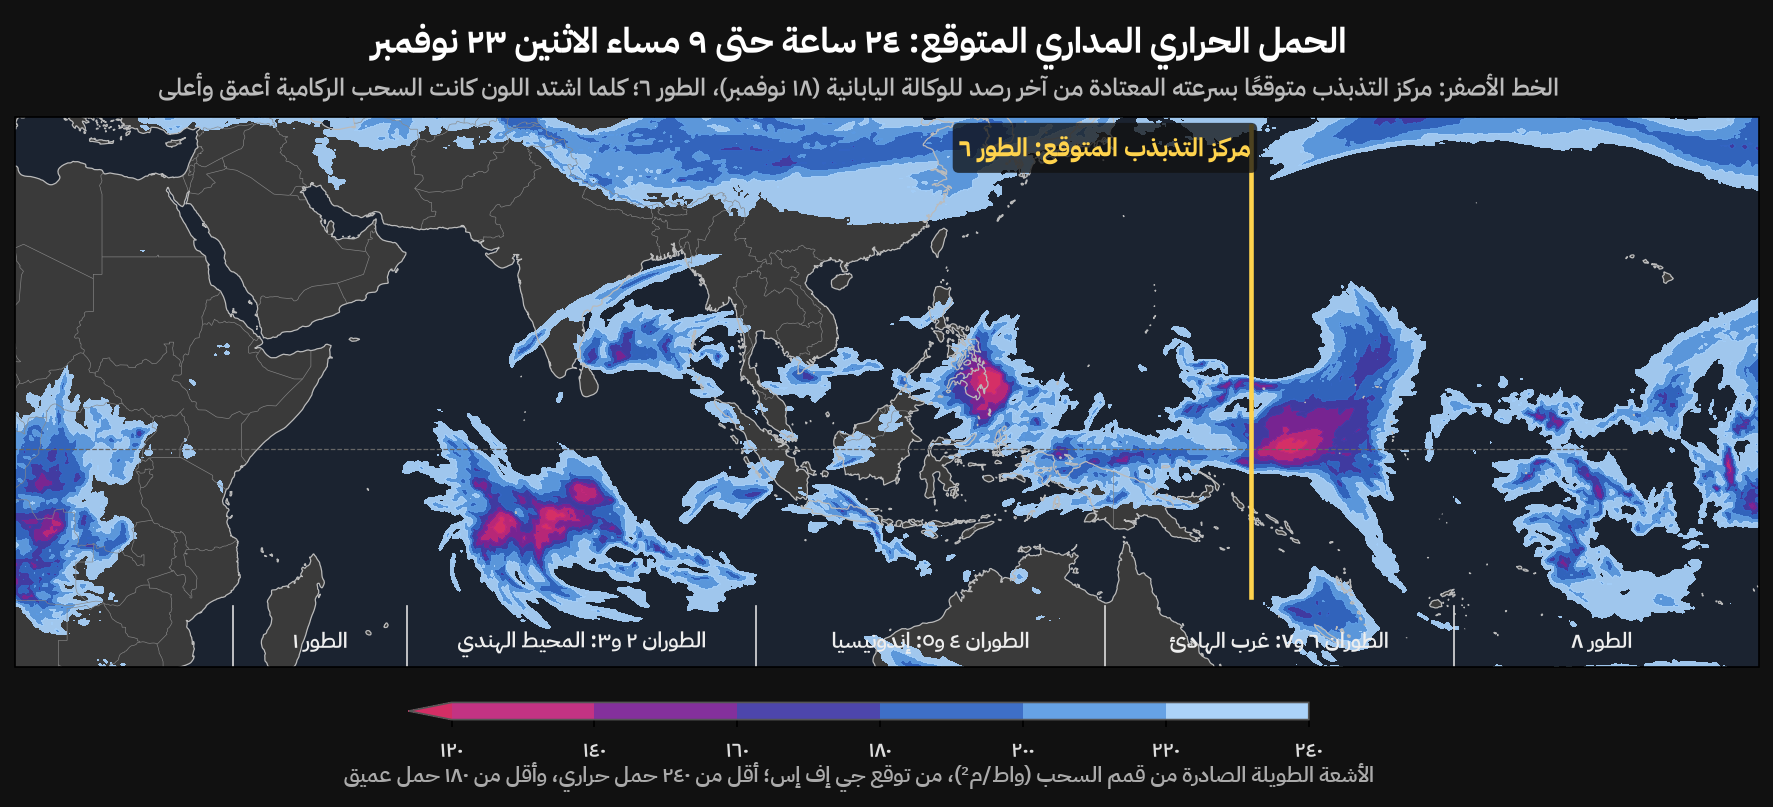 الحمل الحراري المداري المتوقع: ٢٤ ساعة حتى ٩ مساء الاثنين ٢٣ نوفمبر
الخط الأصفر: مركز التذبذب متوقعًا بسرعته المعتادة من آخر رصد للوكالة اليابانية (١٨ نوفمبر)، الطور ٦؛ كلما اشتد اللون كانت السحب الركامية أعمق وأعلى
مركز التذبذب المتوقع: الطور ٦
الطور ١
الطوران ٢ و٣: المحيط الهندي
الطوران ٤ و٥: إندونيسيا
الطوران ٦ و٧: غرب الهادئ
الطور ٨
١٢٠ ١٤٠ ١٦٠ ١٨٠ ٢٠٠ ٢٢٠ ٢٤٠
الأشعة الطويلة الصادرة من قمم السحب (واط/م²)، من توقع جي إف إس؛ أقل من ٢٤٠ حمل حراري، وأقل من ١٨٠ حمل عميق